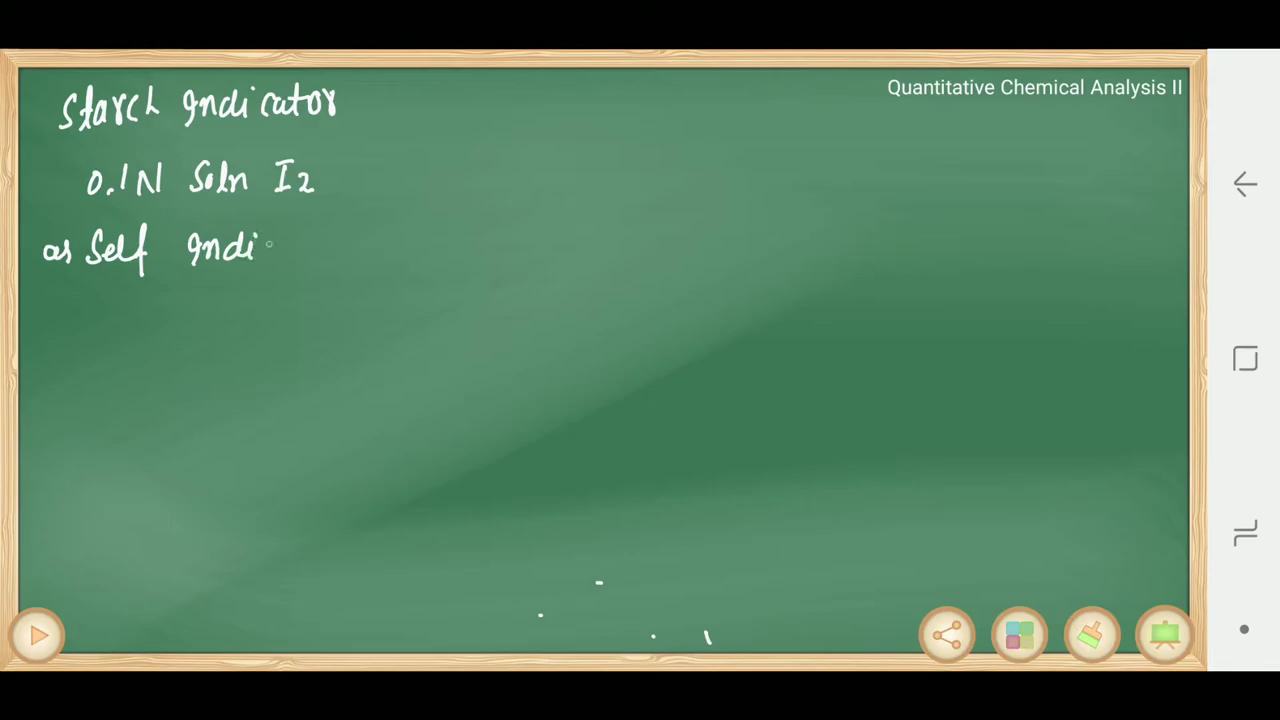 Quantitative Chemical Analysis II
Starch Indicator
0.1N Soln I2
as Self Indi